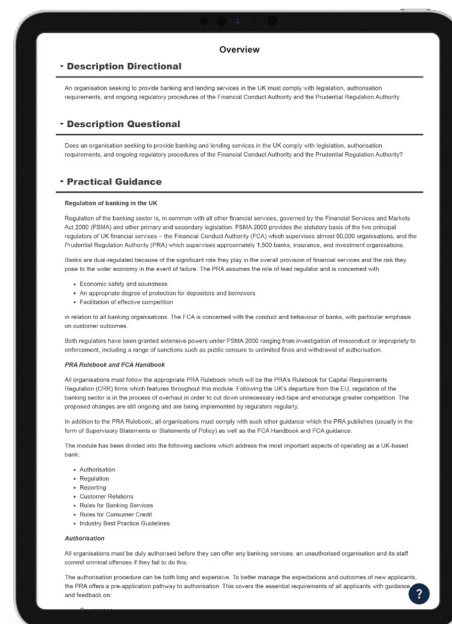 Overview
Description Directional
An organisation seeking to provide banking and lending services in the UK must comply with legislation, authorisation
requirements, and ongoing regulatory procedures of the Financial Conduct Authority and the Prudential Regulation Authority.
Description Questional
Does an organisation seeking to provide banking and lending services in the UK comply with legislation, authorisation
requirements, and ongoing regulatory procedures of the Financial Conduct Authority and the Prudential Regulation Authority?
Practical Guidance
Regulation of banking in the UK
Regulation of the banking sector is, in common with all other financial services, governed by the Financial Services and Markets
Act 2000 (FSMA) and other primary and secondary legislation. FSMA 2000 provides the statutory basis of the two principal
regulators of UK financial services – the Financial Conduct Authority (FCA) which supervises almost 60,000 organisations, and the
Prudential Regulation Authority (PRA) which supervises approximately 1,500 banks, insurance, and investment organisations.
Banks are dual-regulated because of the significant role they play in the overall provision of financial services and the risk they
pose to the wider economy in the event of failure. The PRA assumes the role of lead regulator and is concerned with
• Economic safety and soundness
• An appropriate degree of protection for depositors and borrowers
• Facilitation of effective competition
in relation to all banking organisations. The FCA is concerned with the conduct and behaviour of banks, with particular emphasis
on customer outcomes.
Both regulators have been granted extensive powers under FSMA 2000 ranging from investigation of misconduct or impropriety to
enforcement, including a range of sanctions such as public censure to unlimited fines and withdrawal of authorisation.
PRA Rulebook and FCA Handbook
All organisations must follow the appropriate PRA Rulebook which will be the PRA's Rulebook for Capital Requirements
Regulation (CRR) firms which features throughout this module. Following the UK's departure from the EU, regulation of the
banking sector is in the process of overhaul in order to cut down unnecessary red-tape and encourage greater competition. The
proposed changes are still ongoing and are being implemented by regulators regularly.
In addition to the PRA Rulebook, all organisations must comply with such other guidance which the PRA publishes (usually in the
form of Supervisory Statements or Statements of Policy) as well as the FCA Handbook and FCA guidance.
The module has been divided into the following sections which address the most important aspects of operating as a UK-based
bank:
• Authorisation
• Regulation
• Reporting
• Customer Relations
• Rules for Banking Services
• Rules for Consumer Credit
• Industry Best Practice Guidelines
Authorisation
All organisations must be duly authorised before they can offer any banking services: an unauthorised organisation and its staff
commit criminal offences if they fail to do this.
The authorisation procedure can be both long and expensive. To better manage the expectations and outcomes of new applicants,
the PRA offers a pre-application pathway to authorisation. This covers the essential requirements of all applicants with guidance
and feedback on:
?